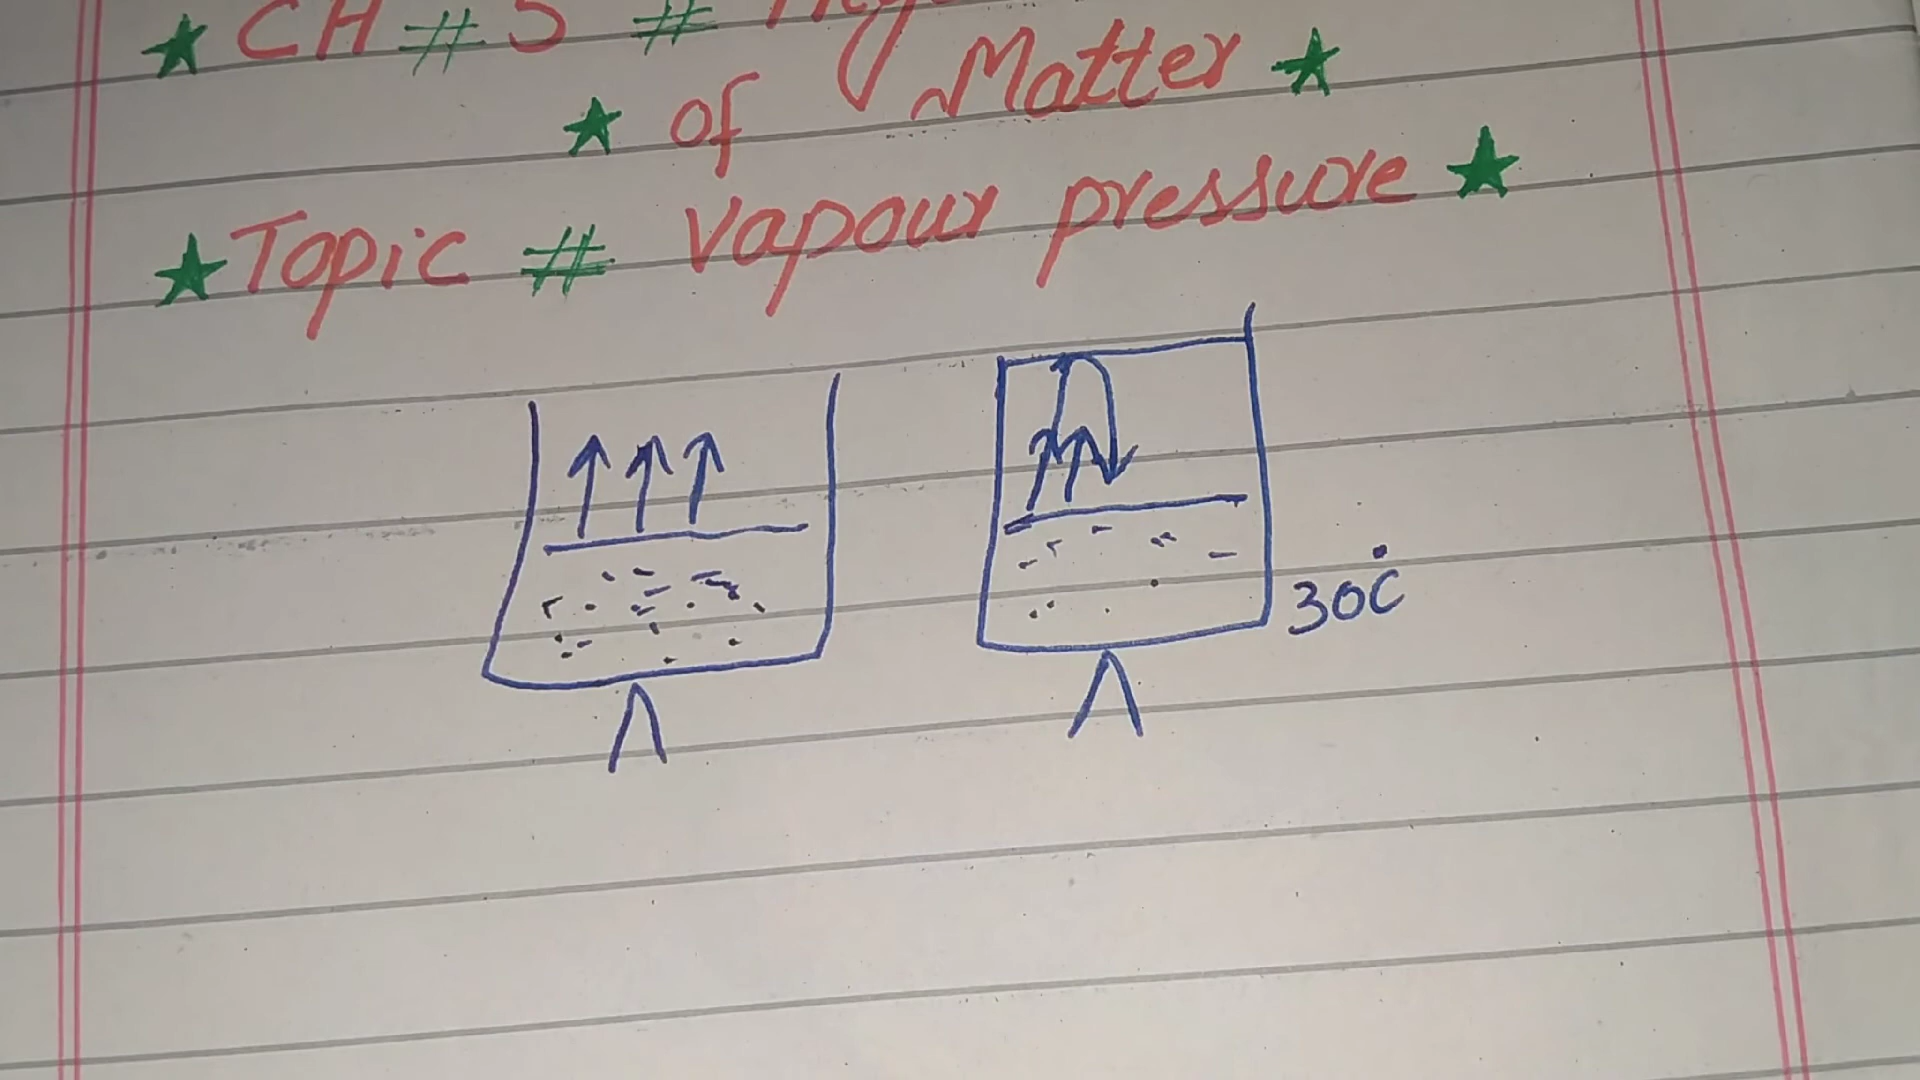 ★ CH # 5 #
★ of Matter ★
★ Topic # Vapour pressure ★
30°C